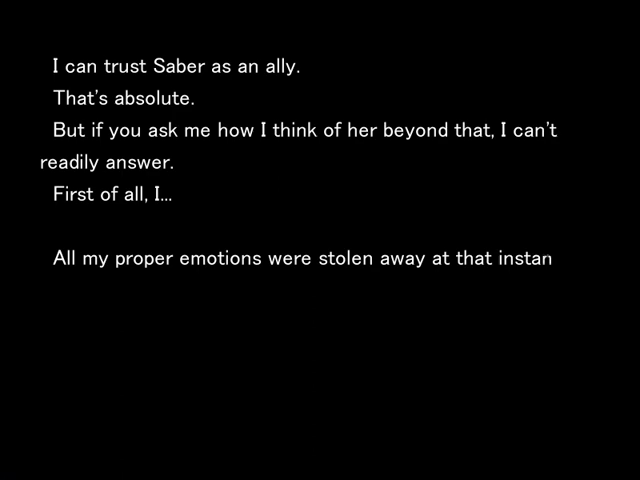 I can trust Saber as an ally.
That's absolute.
But if you ask me how I think of her beyond that, I can't
readily answer.
First of all, I...
All my proper emotions were stolen away at that instan